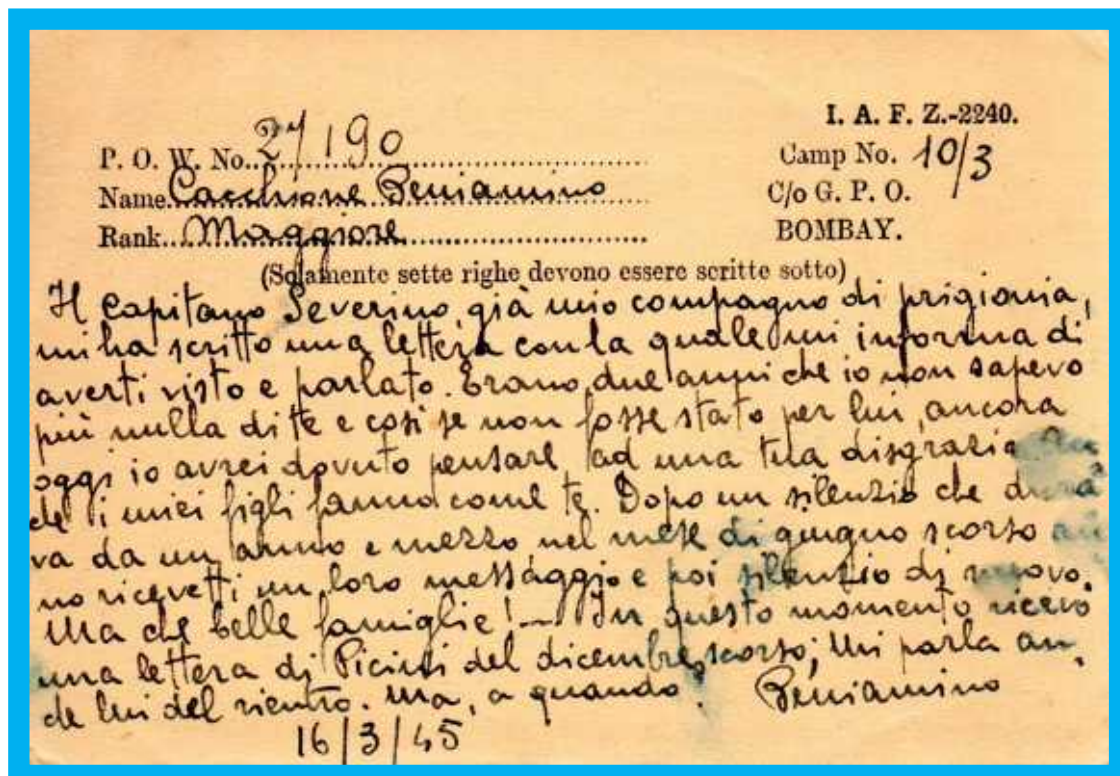 I. A. F. Z.-2240.
P. O. W. No. 27190 Camp No. 10/3
Name Cacchione Beniamino C/o G. P. O.
Rank Maggiore BOMBAY.
(Solamente sette righe devono essere scritte sotto)
Il Capitano Severino, già mio compagno di prigionia,
mi ha scritto una lettera con la quale mi informa di
averti visto e parlato. Erano due anni che io non sapevo
più nulla di te e così se non fosse stato per lui, ancora
oggi io avrei dovuto pensare ad una tua disgrazia. An
che i miei figli fanno come te. Dopo un silenzio che dura
va da un anno e mezzo, nel mese di giugno scorso an
no ricevetti un loro messaggio e poi silenzio di nuovo.
Ma che belle famiglie! — In questo momento ricevo
una lettera di del dicembre scorso; Mi parla an
che lui del rientro. Ma, a quando? Beniamino
16/3/45